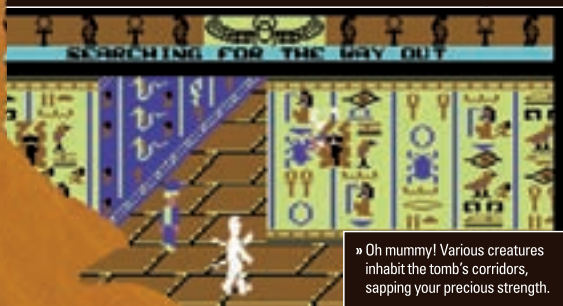 SEARCHING FOR THE WAY OUT
» Oh mummy! Various creatures
inhabit the tomb's corridors,
sapping your precious strength.